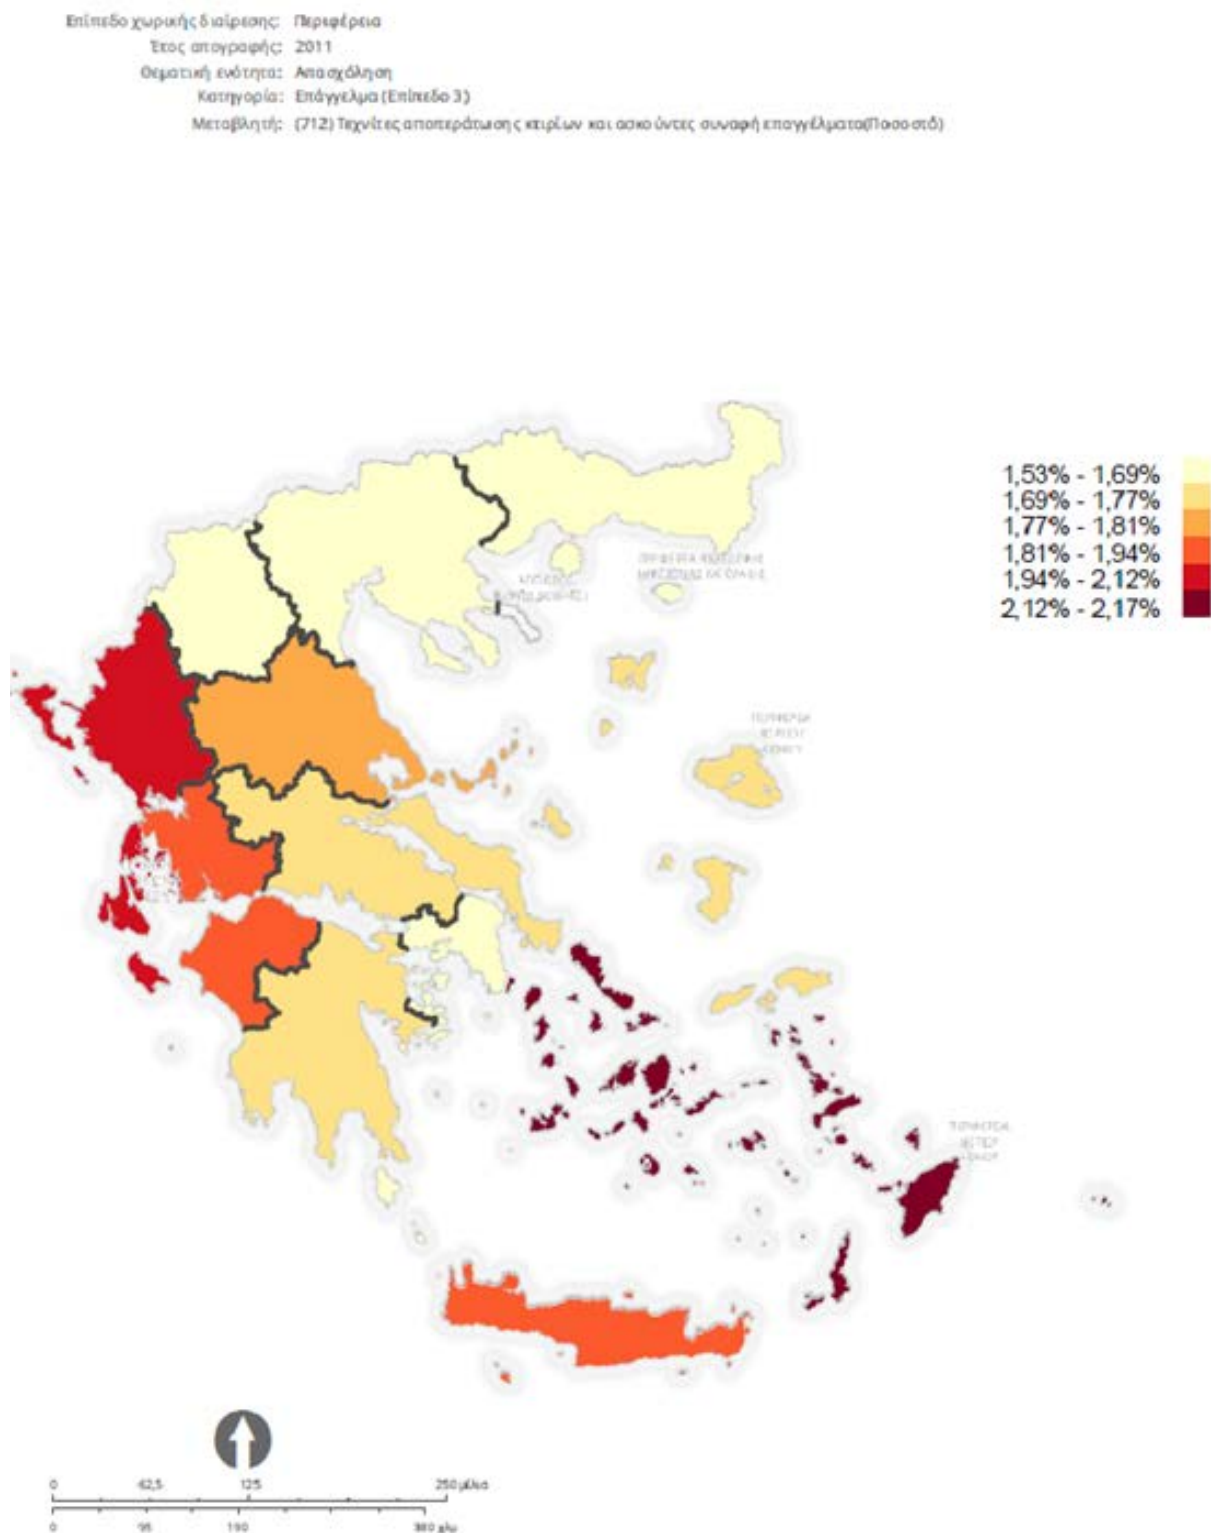 Επίπεδο χωρικής διαίρεσης: Περιφέρεια
Έτος απογραφής: 2011
Θεματική ενότητα: Απασχόληση
Κατηγορία: Επάγγελμα (Επίπεδο 3)
Μεταβλητή: (712) Τεχνίτες αποπεράτωσης κτιρίων και ασκούντες συναφή επαγγέλματα(Ποσοστό)
1,53% - 1,69%
1,69% - 1,77%
1,77% - 1,81%
1,81% - 1,94%
1,94% - 2,12%
2,12% - 2,17%
0 62,5 125 250 μίλια
0 95 190 380 χλμ